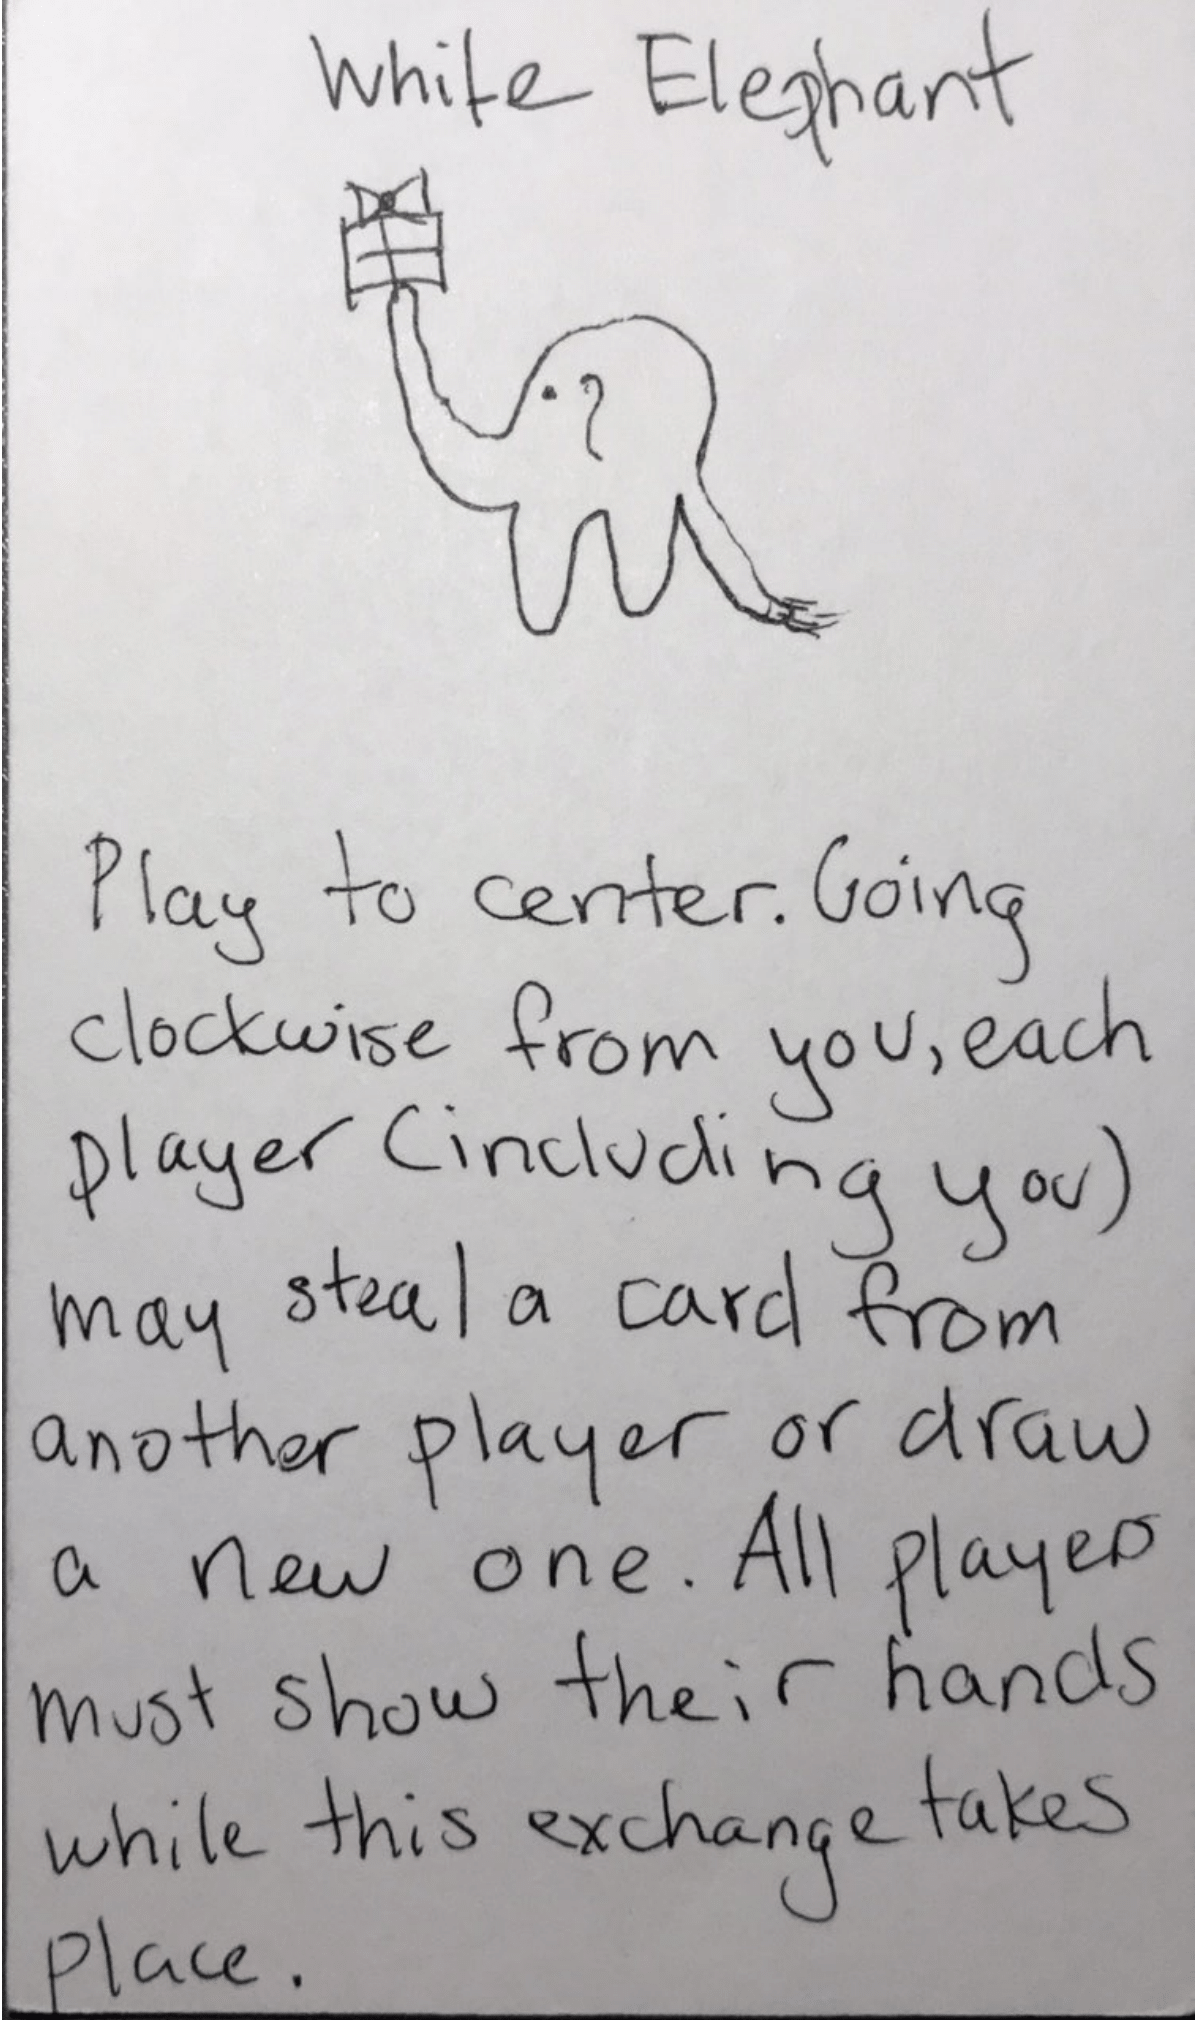 White Elephant
Play to center. Going
clockwise from you, each
player (including you)
may steal a card from
another player or draw
a new one. All players
must show their hands
while this exchange takes
place.